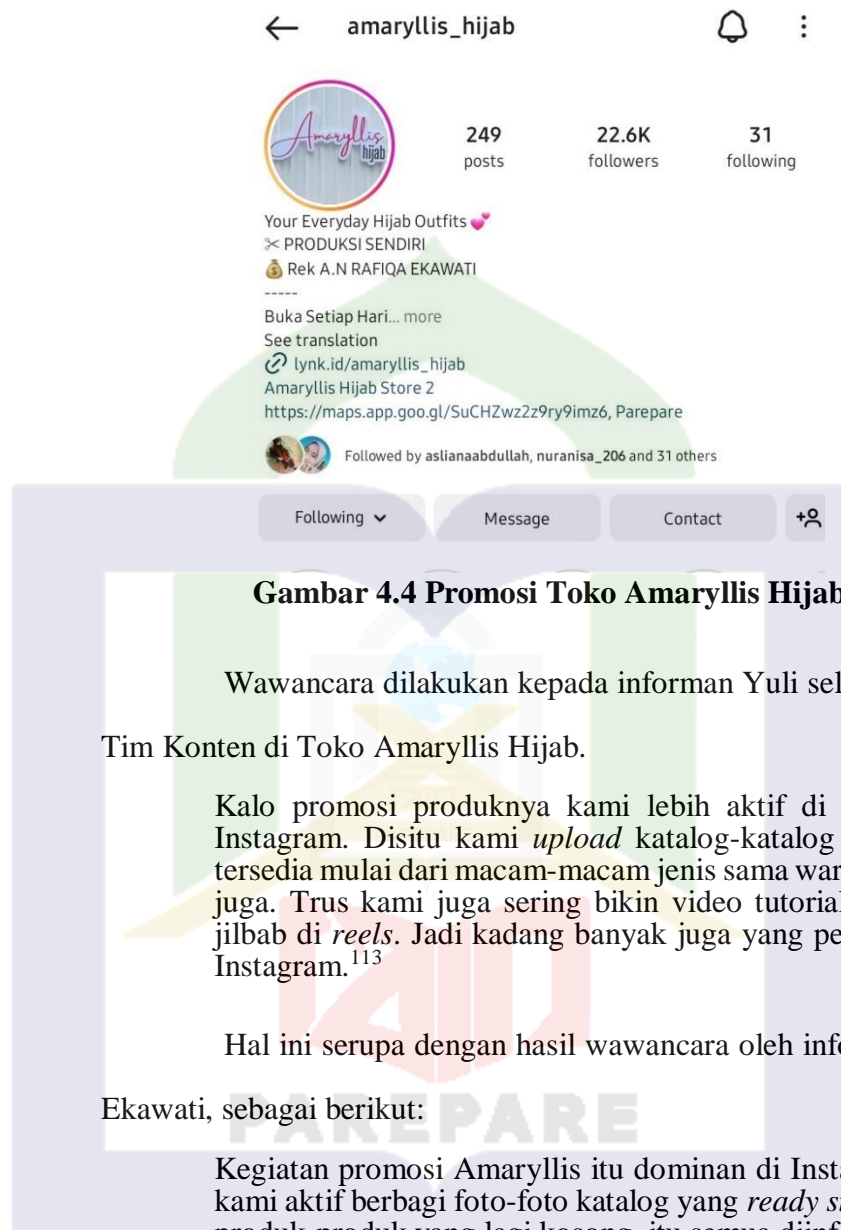 amaryllis_hijab
Amaryllis
hijab
249 22.6K 31
posts followers following
Your Everyday Hijab Outfits 💕
✂ PRODUKSI SENDIRI
💰 Rek A.N RAFIQA EKAWATI
-----
Buka Setiap Hari... more
See translation
lynk.id/amaryllis_hijab
Amaryllis Hijab Store 2
https://maps.app.goo.gl/SuCHZwz2z9ry9imz6, Parepare
Followed by aslianaabdullah, nuranisa_206 and 31 others
Following Message Contact
Gambar 4.4 Promosi Toko Amaryllis Hijab
Wawancara dilakukan kepada informan Yuli sel
Tim Konten di Toko Amaryllis Hijab.
Kalo promosi produknya kami lebih aktif di
Instagram. Disitu kami upload katalog-katalog
tersedia mulai dari macam-macam jenis sama war
juga. Trus kami juga sering bikin video tutorial
jilbab di reels. Jadi kadang banyak juga yang pe
Instagram.113
Hal ini serupa dengan hasil wawancara oleh info
Ekawati, sebagai berikut:
PAREPARE
Kegiatan promosi Amaryllis itu dominan di Insta
kami aktif berbagi foto-foto katalog yang ready s